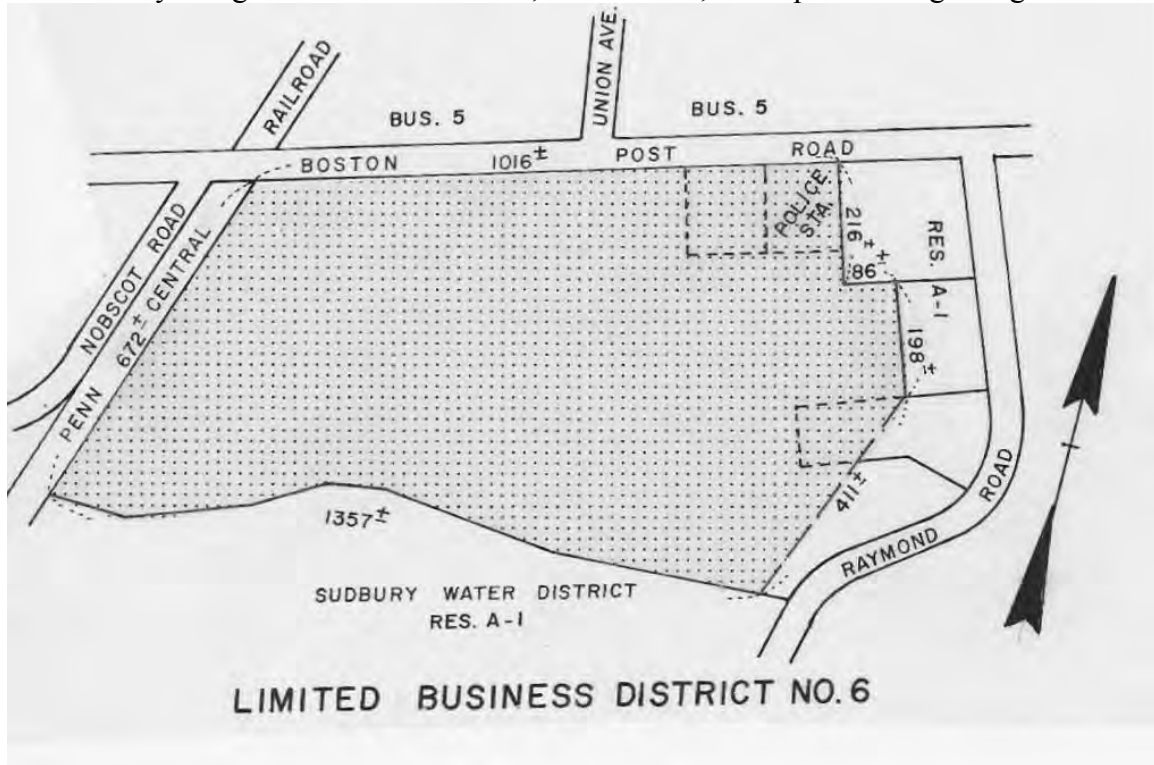 RAILROAD
BUS. 5
UNION AVE.
BUS. 5
BOSTON 1016± POST ROAD
NOBSCOT ROAD
PENN CENTRAL
672±
POLICE
STA.
216±
86±
RES. A-1
198±
411±
1357±
RAYMOND ROAD
SUDBURY WATER DISTRICT
RES. A-1
LIMITED BUSINESS DISTRICT NO. 6